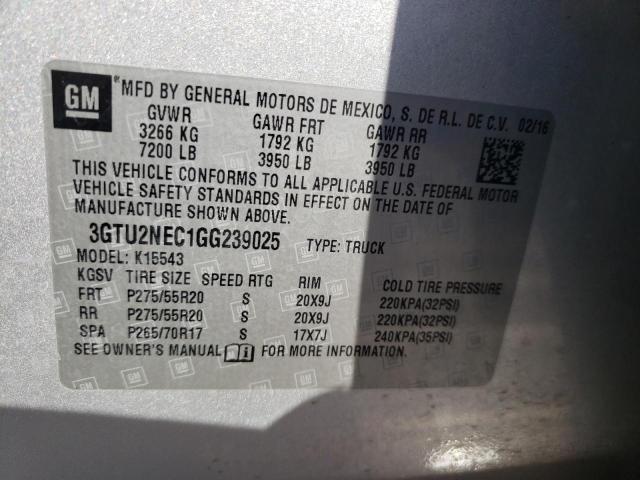 GM
MFD BY GENERAL MOTORS DE MEXICO, S. DE R.L. DE C.V. 02/16
GVWR GAWR FRT GAWR RR
3266 KG 1792 KG 1792 KG
7200 LB 3950 LB 3950 LB
THIS VEHICLE CONFORMS TO ALL APPLICABLE U.S. FEDERAL MOTOR
VEHICLE SAFETY STANDARDS IN EFFECT ON THE DATE OF
MANUFACTURE SHOWN ABOVE.
3GTU2NEC1GG239025 TYPE: TRUCK
MODEL: K15543
KGSV TIRE SIZE SPEED RTG RIM COLD TIRE PRESSURE
FRT P275/55R20 S 20X9J 220KPA(32PSI)
RR P275/55R20 S 20X9J 220KPA(32PSI)
SPA P265/70R17 S 17X7J 240KPA(35PSI)
SEE OWNER'S MANUAL FOR MORE INFORMATION.